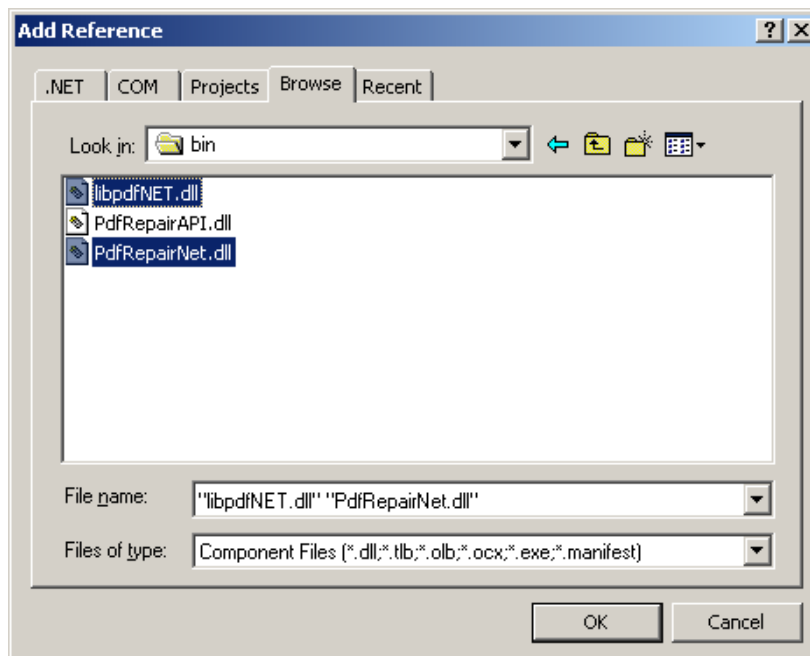 Add Reference
.NET COM Projects Browse Recent
Look in: bin
libpdfNET.dll
PdfRepairAPI.dll
PdfRepairNet.dll
File name: "libpdfNET.dll" "PdfRepairNet.dll"
Files of type: Component Files (*.dll;*.tlb;*.olb;*.ocx;*.exe;*.manifest)
OK Cancel